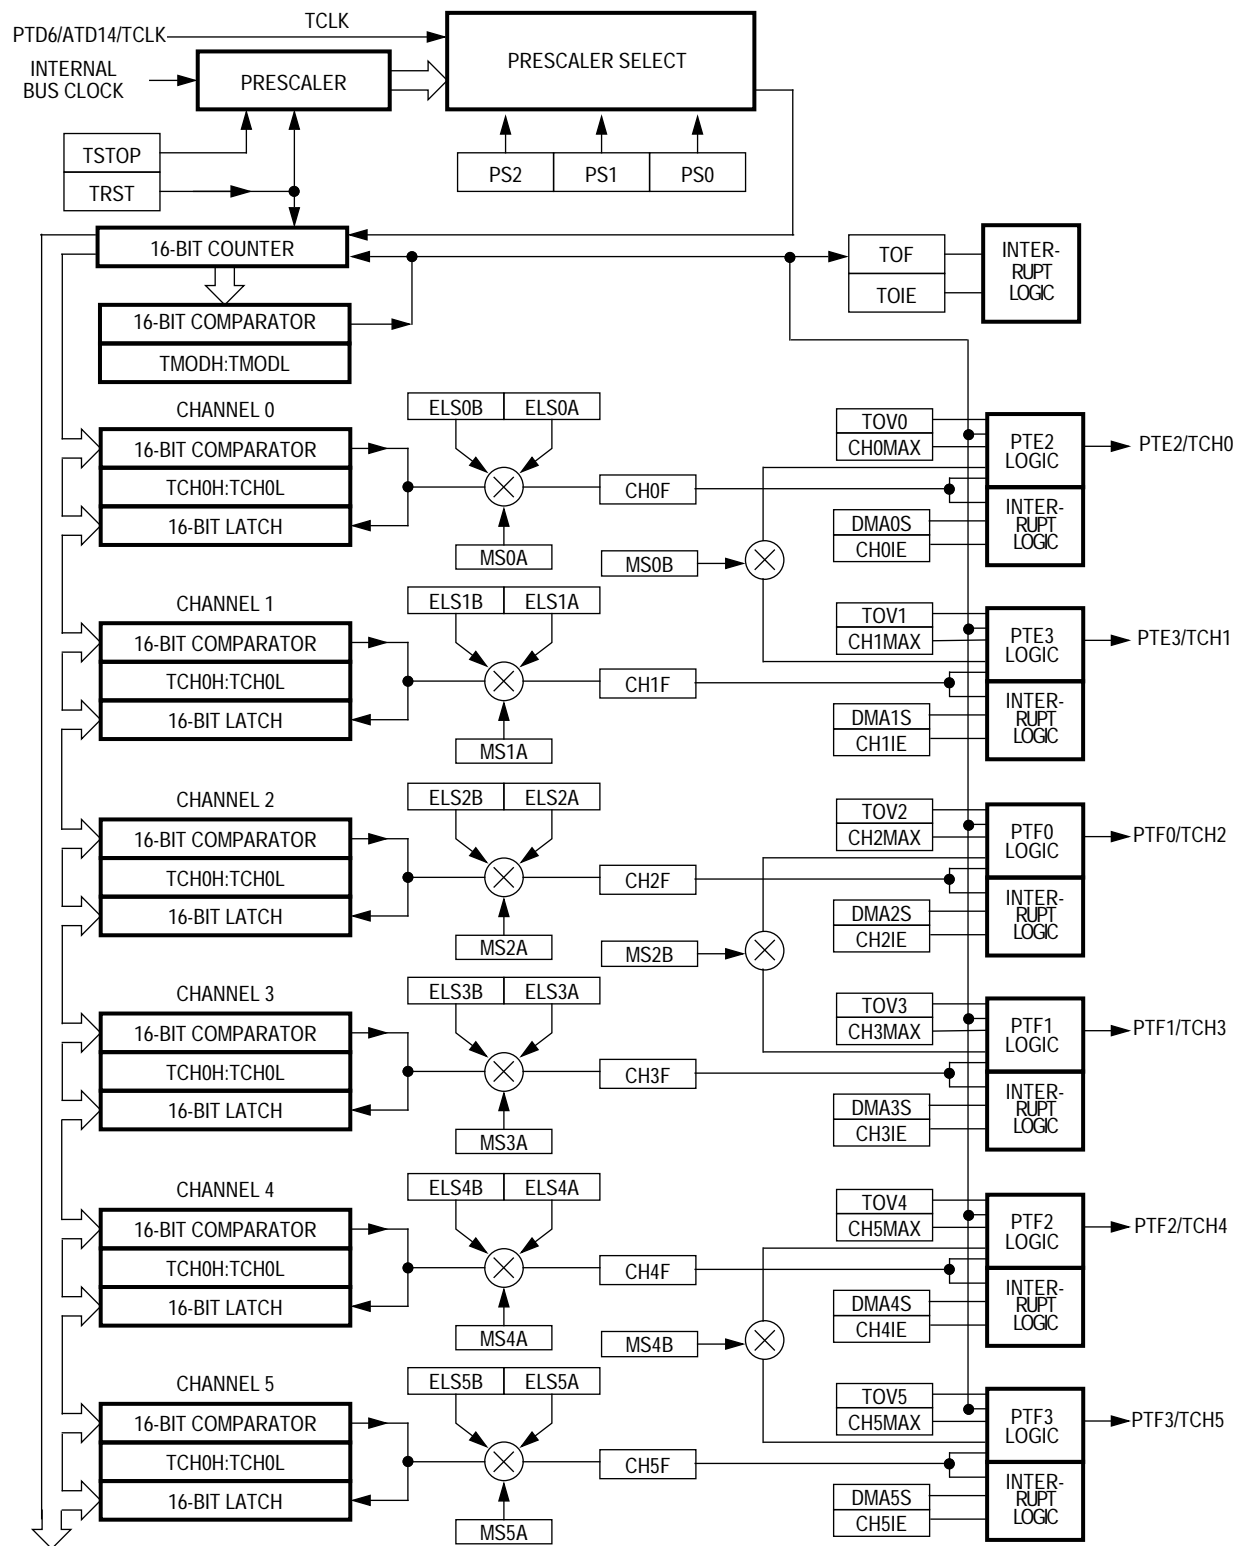 TCLK
PTD6/ATD14/TCLK
PRESCALER SELECT
INTERNAL
BUS CLOCK
PRESCALER
TSTOP
TRST
PS2 PS1 PS0
16-BIT COUNTER
TOF
TOIE
INTER-
RUPT
LOGIC
16-BIT COMPARATOR
TMODH:TMODL
CHANNEL 0
ELS0B ELS0A
16-BIT COMPARATOR
TCH0H:TCH0L
16-BIT LATCH
MS0A
CH0F
MS0B
TOV0
CH0MAX
DMA0S
CH0IE
PTE2
LOGIC
INTER-
RUPT
LOGIC
PTE2/TCH0
CHANNEL 1
ELS1B ELS1A
16-BIT COMPARATOR
TCH0H:TCH0L
16-BIT LATCH
MS1A
CH1F
TOV1
CH1MAX
DMA1S
CH1IE
PTE3
LOGIC
INTER-
RUPT
LOGIC
PTE3/TCH1
CHANNEL 2
ELS2B ELS2A
16-BIT COMPARATOR
TCH0H:TCH0L
16-BIT LATCH
MS2A
CH2F
MS2B
TOV2
CH2MAX
DMA2S
CH2IE
PTF0
LOGIC
INTER-
RUPT
LOGIC
PTF0/TCH2
CHANNEL 3
ELS3B ELS3A
16-BIT COMPARATOR
TCH0H:TCH0L
16-BIT LATCH
MS3A
CH3F
TOV3
CH3MAX
DMA3S
CH3IE
PTF1
LOGIC
INTER-
RUPT
LOGIC
PTF1/TCH3
CHANNEL 4
ELS4B ELS4A
16-BIT COMPARATOR
TCH0H:TCH0L
16-BIT LATCH
MS4A
CH4F
MS4B
TOV4
CH5MAX
DMA4S
CH4IE
PTF2
LOGIC
INTER-
RUPT
LOGIC
PTF2/TCH4
CHANNEL 5
ELS5B ELS5A
16-BIT COMPARATOR
TCH0H:TCH0L
16-BIT LATCH
MS5A
CH5F
TOV5
CH5MAX
DMA5S
CH5IE
PTF3
LOGIC
INTER-
RUPT
LOGIC
PTF3/TCH5